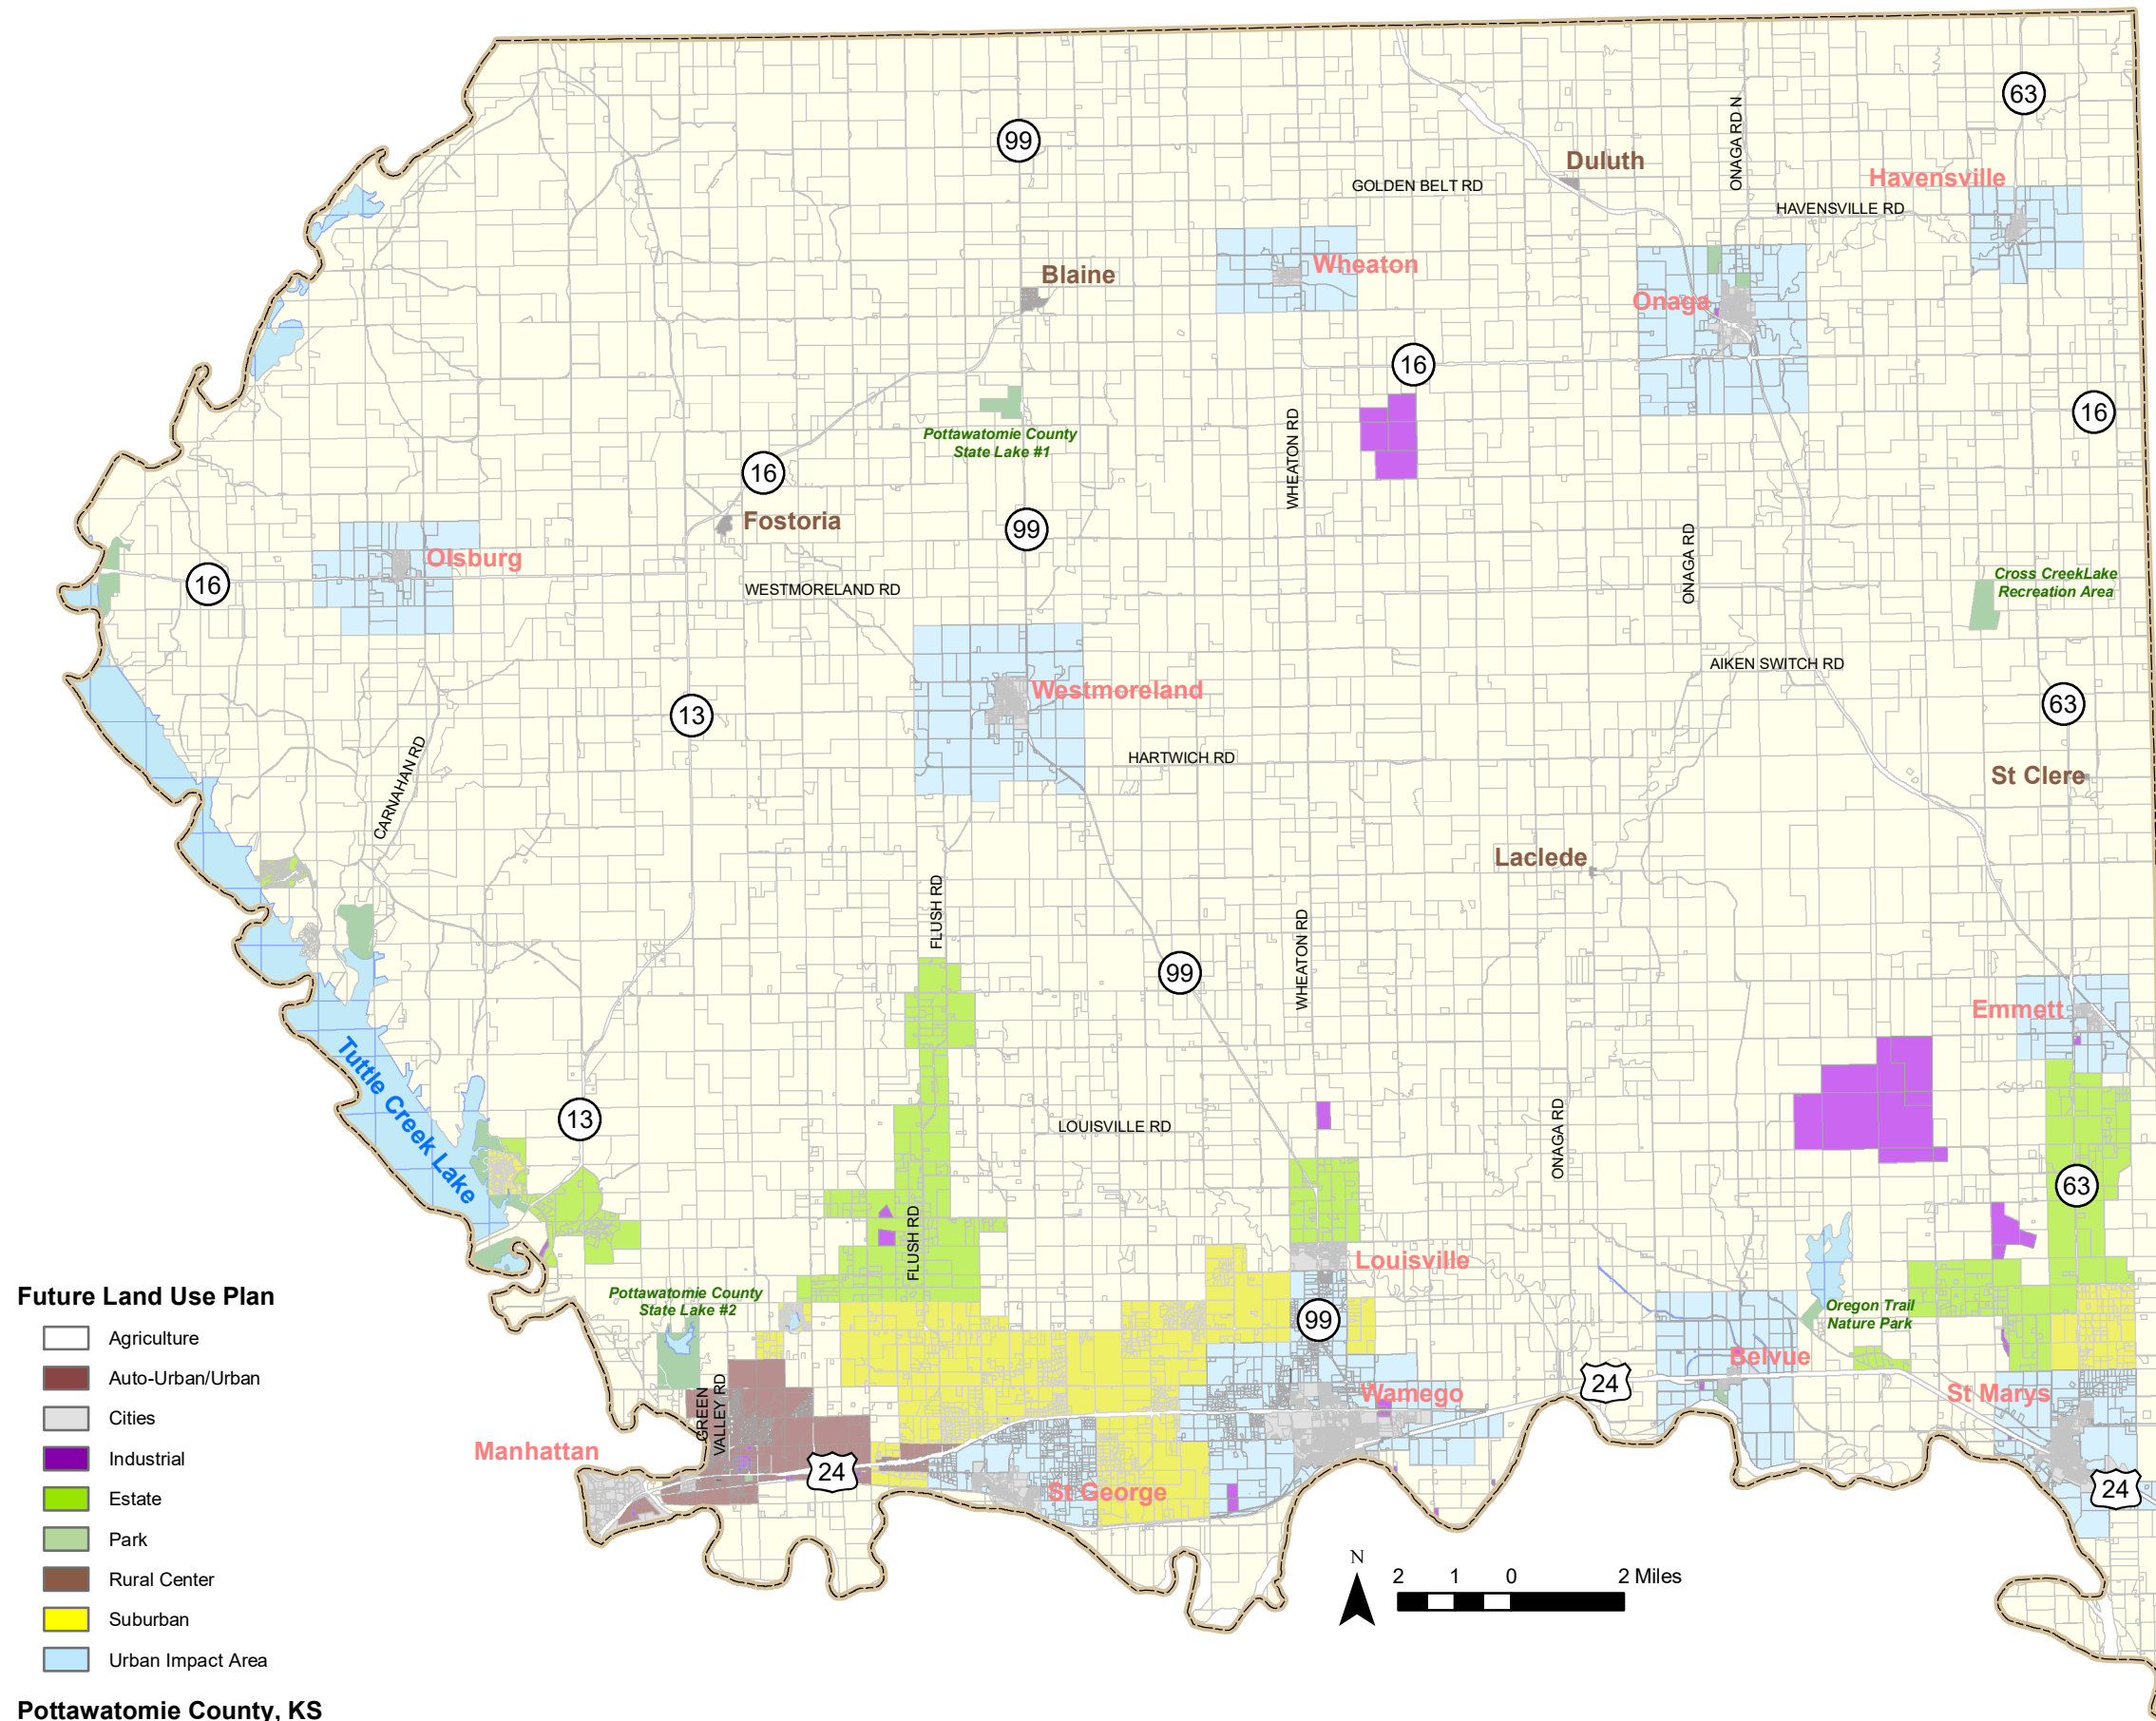 63
99
ONAGA RD N
Duluth
Havensville
GOLDEN BELT RD
HAVENSVILLE RD
Blaine
Wheaton
Onaga
16
16
Pottawatomie County
State Lake #1
WHEATON RD
16
Fostoria
99
ONAGA RD
Olsburg
16
WESTMORELAND RD
Cross CreekLake
Recreation Area
AIKEN SWITCH RD
Westmoreland
13
63
HARTWICH RD
CARNAHAN RD
St Clere
Laclede
FLUSH RD
WHEATON RD
99
Emmett
Tuttle Creek Lake
13
LOUISVILLE RD
ONAGA RD
63
FLUSH RD
Louisville
Pottawatomie County
State Lake #2
99
Oregon Trail
Nature Park
Belvue
GREEN
VALLEY RD
24
Wamego
St Marys
Manhattan
24
St George
24
Future Land Use Plan
Agriculture
Auto-Urban/Urban
Cities
Industrial
Estate
Park
Rural Center
Suburban
Urban Impact Area
N
2 1 0 2 Miles
Pottawatomie County, KS